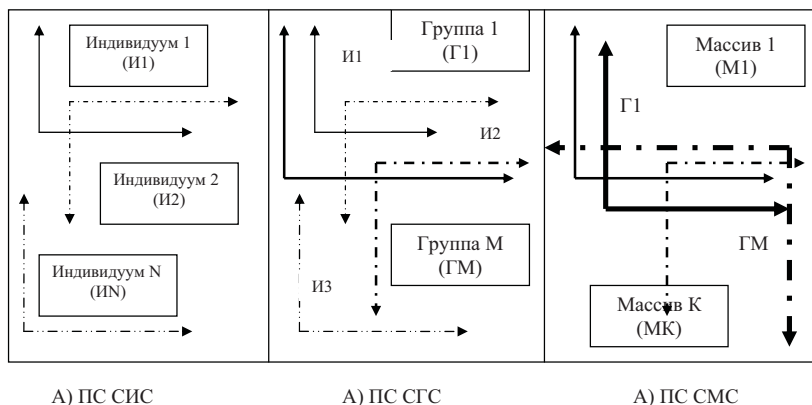 Индивидуум 1
(И1)
Индивидуум 2
(И2)
Индивидуум N
(ИN)
Группа 1
(Г1)
И1
И2
Группа М
(ГМ)
И3
Массив 1
(М1)
Г1
ГМ
Массив К
(МК)
А) ПС СИС
А) ПС СГС
А) ПС СМС